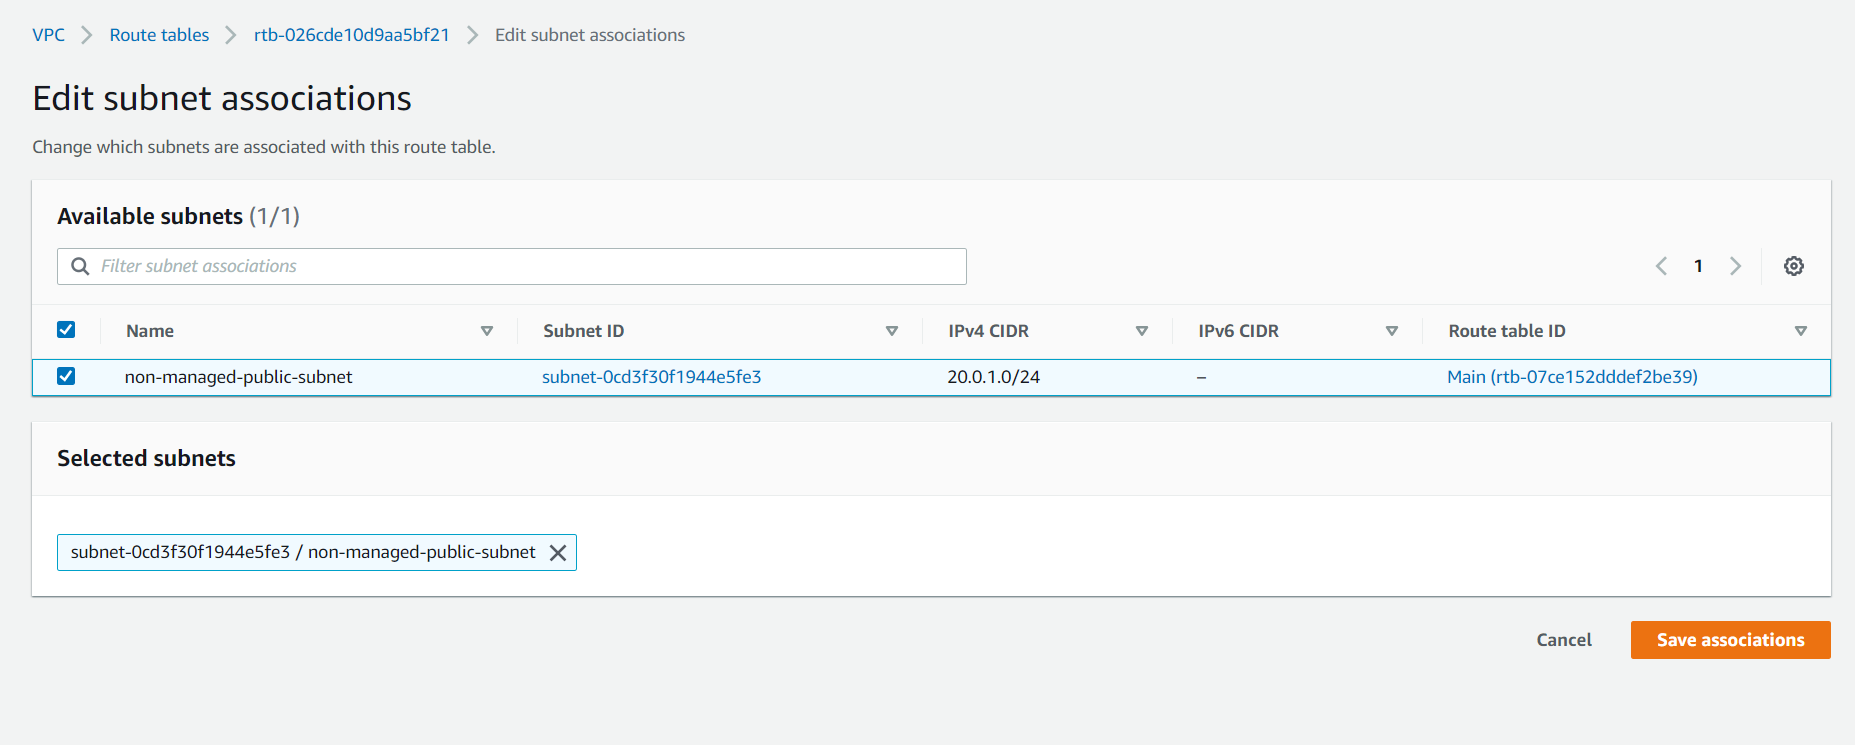 VPC Route tables rtb-026cde10d9aa5bf21 Edit subnet associations
Edit subnet associations
Change which subnets are associated with this route table.
Available subnets (1/1)
Filter subnet associations 1
Name Subnet ID IPv4 CIDR IPv6 CIDR Route table ID
non-managed-public-subnet subnet-0cd3f30f1944e5fe3 20.0.1.0/24 – Main (rtb-07ce152dddef2be39)
Selected subnets
subnet-0cd3f30f1944e5fe3 / non-managed-public-subnet
Cancel Save associations